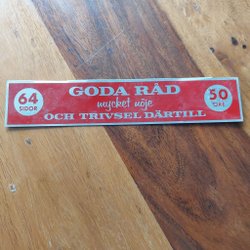 GODA RÅD
64 SIDOR
mycket nöje
50 ÖRE
OCH TRIVSEL DÄRTILL